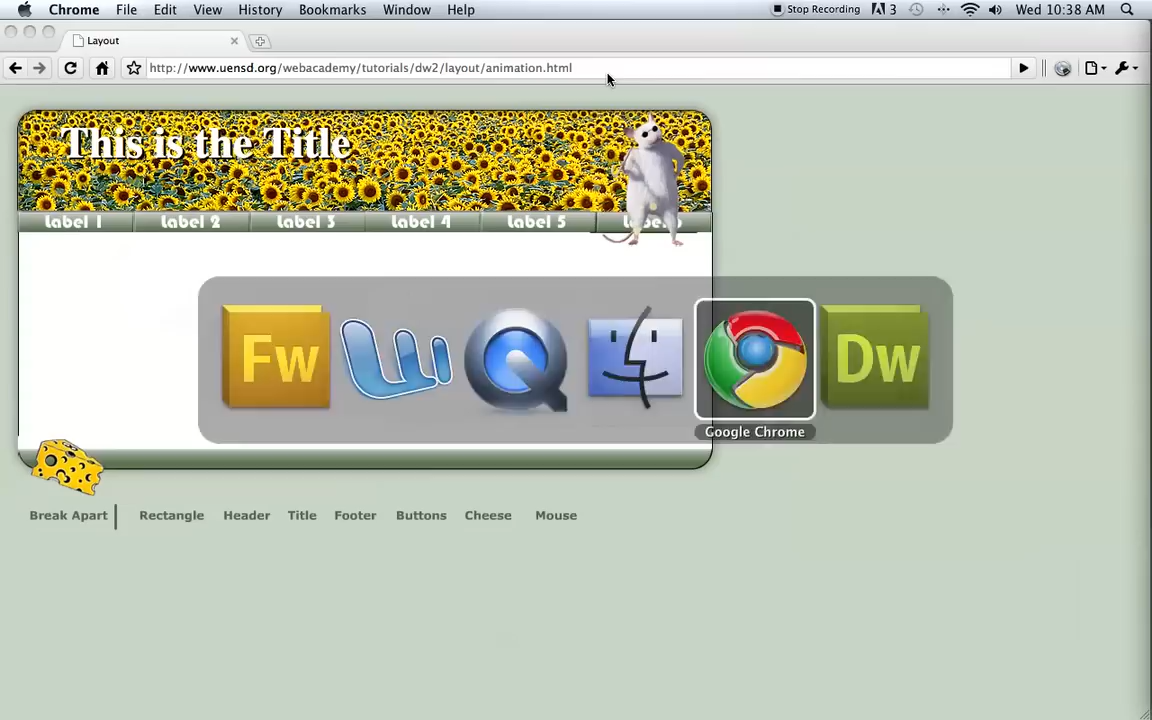 Chrome File Edit View History Bookmarks Window Help Stop Recording 3 Wed 10:38 AM
Layout
http://www.uensd.org/webacademy/tutorials/dw2/layout/animation.html
This is the Title
Label 1 Label 2 Label 3 Label 4 Label 5
Fw Dw
Google Chrome
Break Apart Rectangle Header Title Footer Buttons Cheese Mouse